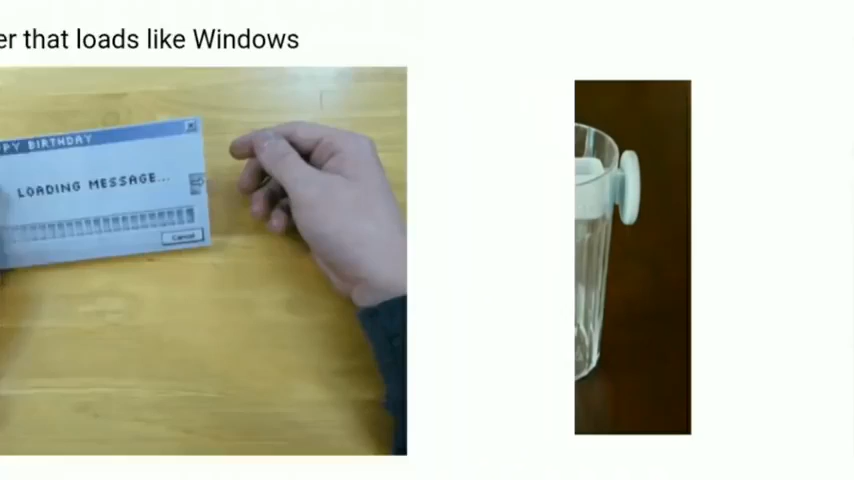 er that loads like Windows
PY BIRTHDAY
LOADING MESSAGE...
Cancel